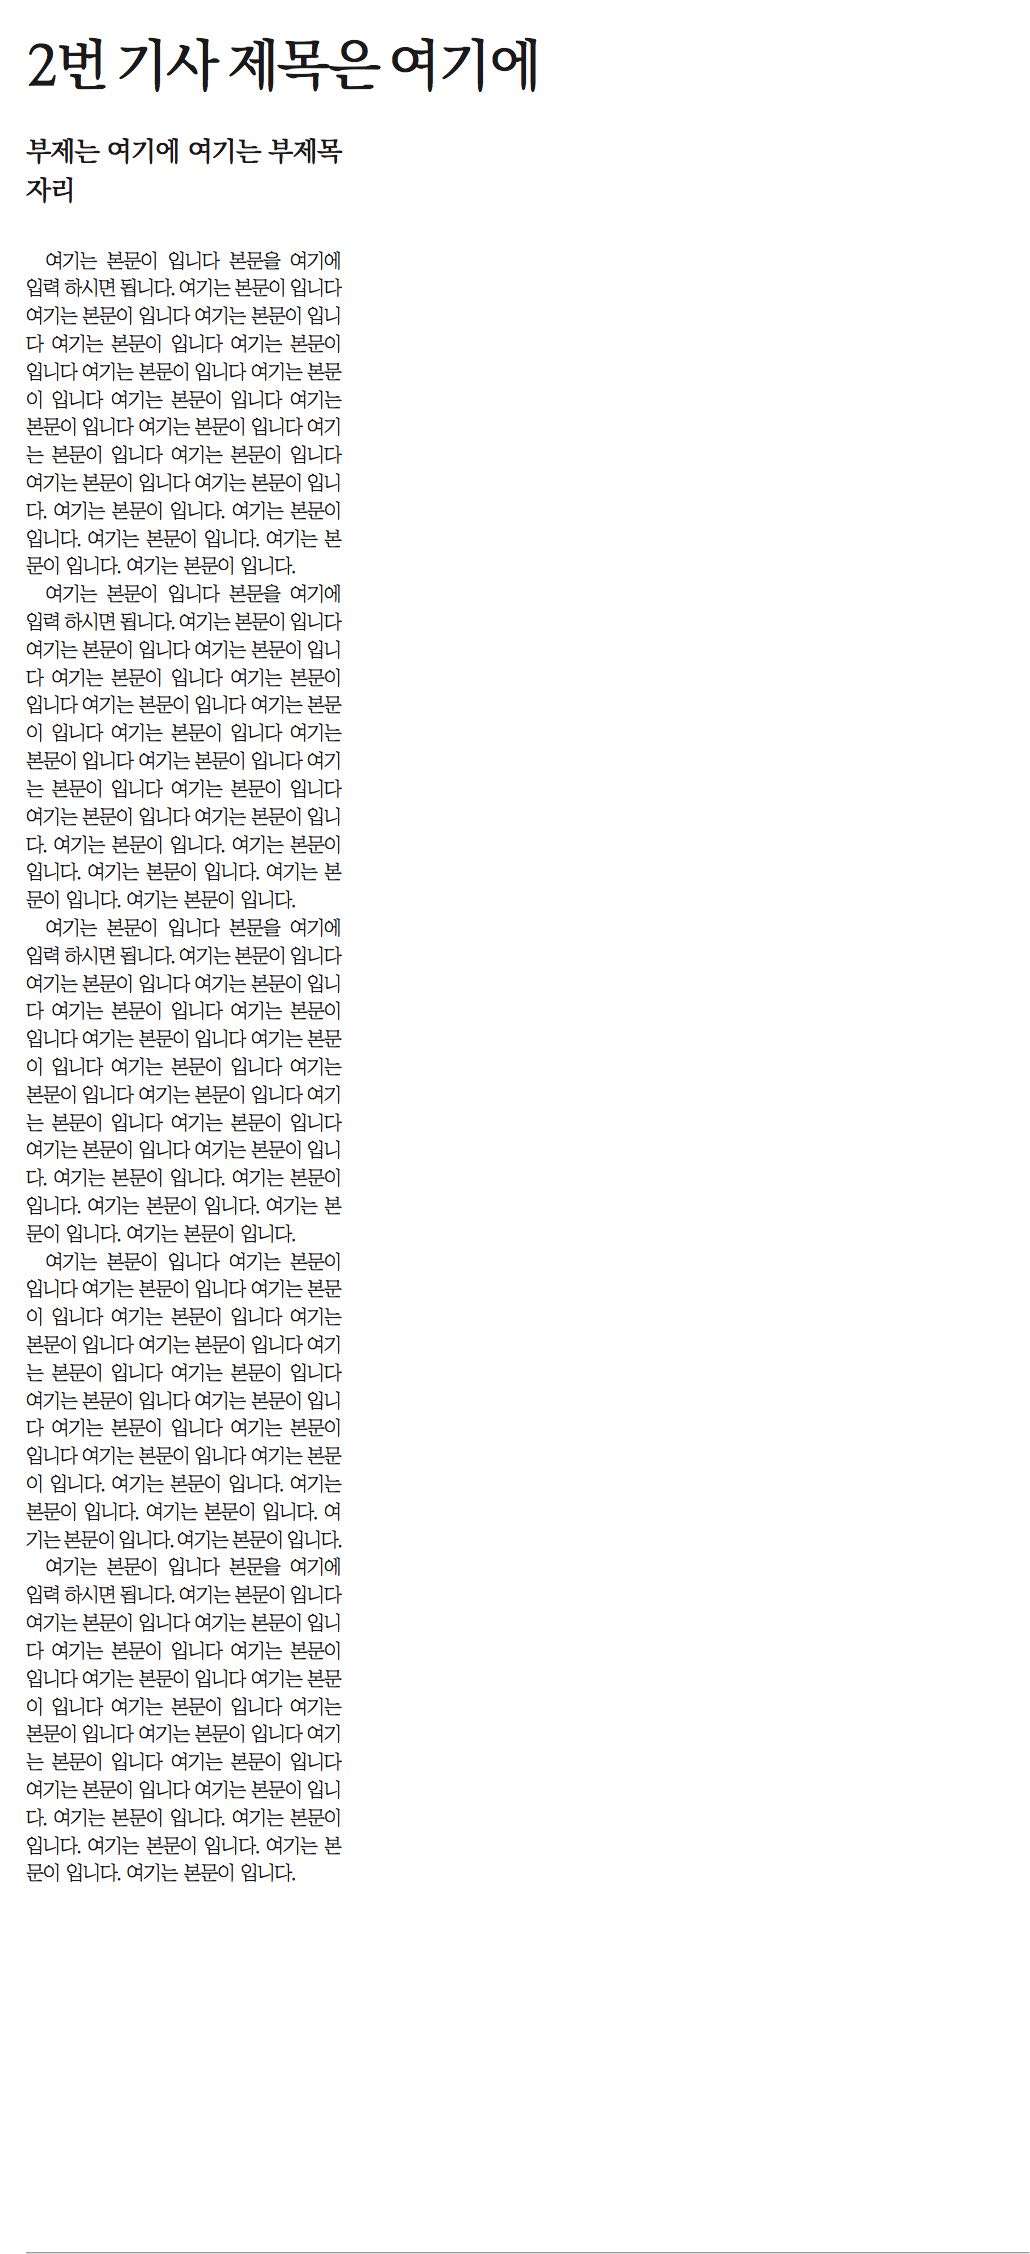 2번 기사 제목은 여기에
부제는 여기에 여기는 부제목
자리
여기는 본문이 입니다 본문을 여기에
입력 하시면 됩니다. 여기는 본문이 입니다
여기는 본문이 입니다 여기는 본문이 입니
다 여기는 본문이 입니다 여기는 본문이
입니다 여기는 본문이 입니다 여기는 본문
이 입니다 여기는 본문이 입니다 여기는
본문이 입니다 여기는 본문이 입니다 여기
는 본문이 입니다 여기는 본문이 입니다
여기는 본문이 입니다 여기는 본문이 입니
다. 여기는 본문이 입니다. 여기는 본문이
입니다. 여기는 본문이 입니다. 여기는 본
문이 입니다. 여기는 본문이 입니다.
여기는 본문이 입니다 본문을 여기에
입력 하시면 됩니다. 여기는 본문이 입니다
여기는 본문이 입니다 여기는 본문이 입니
다 여기는 본문이 입니다 여기는 본문이
입니다 여기는 본문이 입니다 여기는 본문
이 입니다 여기는 본문이 입니다 여기는
본문이 입니다 여기는 본문이 입니다 여기
는 본문이 입니다 여기는 본문이 입니다
여기는 본문이 입니다 여기는 본문이 입니
다. 여기는 본문이 입니다. 여기는 본문이
입니다. 여기는 본문이 입니다. 여기는 본
문이 입니다. 여기는 본문이 입니다.
여기는 본문이 입니다 본문을 여기에
입력 하시면 됩니다. 여기는 본문이 입니다
여기는 본문이 입니다 여기는 본문이 입니
다 여기는 본문이 입니다 여기는 본문이
입니다 여기는 본문이 입니다 여기는 본문
이 입니다 여기는 본문이 입니다 여기는
본문이 입니다 여기는 본문이 입니다 여기
는 본문이 입니다 여기는 본문이 입니다
여기는 본문이 입니다 여기는 본문이 입니
다. 여기는 본문이 입니다. 여기는 본문이
입니다. 여기는 본문이 입니다. 여기는 본
문이 입니다. 여기는 본문이 입니다.
여기는 본문이 입니다 여기는 본문이
입니다 여기는 본문이 입니다 여기는 본문
이 입니다 여기는 본문이 입니다 여기는
본문이 입니다 여기는 본문이 입니다 여기
는 본문이 입니다 여기는 본문이 입니다
여기는 본문이 입니다 여기는 본문이 입니
다 여기는 본문이 입니다 여기는 본문이
입니다 여기는 본문이 입니다 여기는 본문
이 입니다. 여기는 본문이 입니다. 여기는
본문이 입니다. 여기는 본문이 입니다. 여
기는 본문이 입니다. 여기는 본문이 입니다.
여기는 본문이 입니다 본문을 여기에
입력 하시면 됩니다. 여기는 본문이 입니다
여기는 본문이 입니다 여기는 본문이 입니
다 여기는 본문이 입니다 여기는 본문이
입니다 여기는 본문이 입니다 여기는 본문
이 입니다 여기는 본문이 입니다 여기는
본문이 입니다 여기는 본문이 입니다 여기
는 본문이 입니다 여기는 본문이 입니다
여기는 본문이 입니다 여기는 본문이 입니
다. 여기는 본문이 입니다. 여기는 본문이
입니다. 여기는 본문이 입니다. 여기는 본
문이 입니다. 여기는 본문이 입니다.